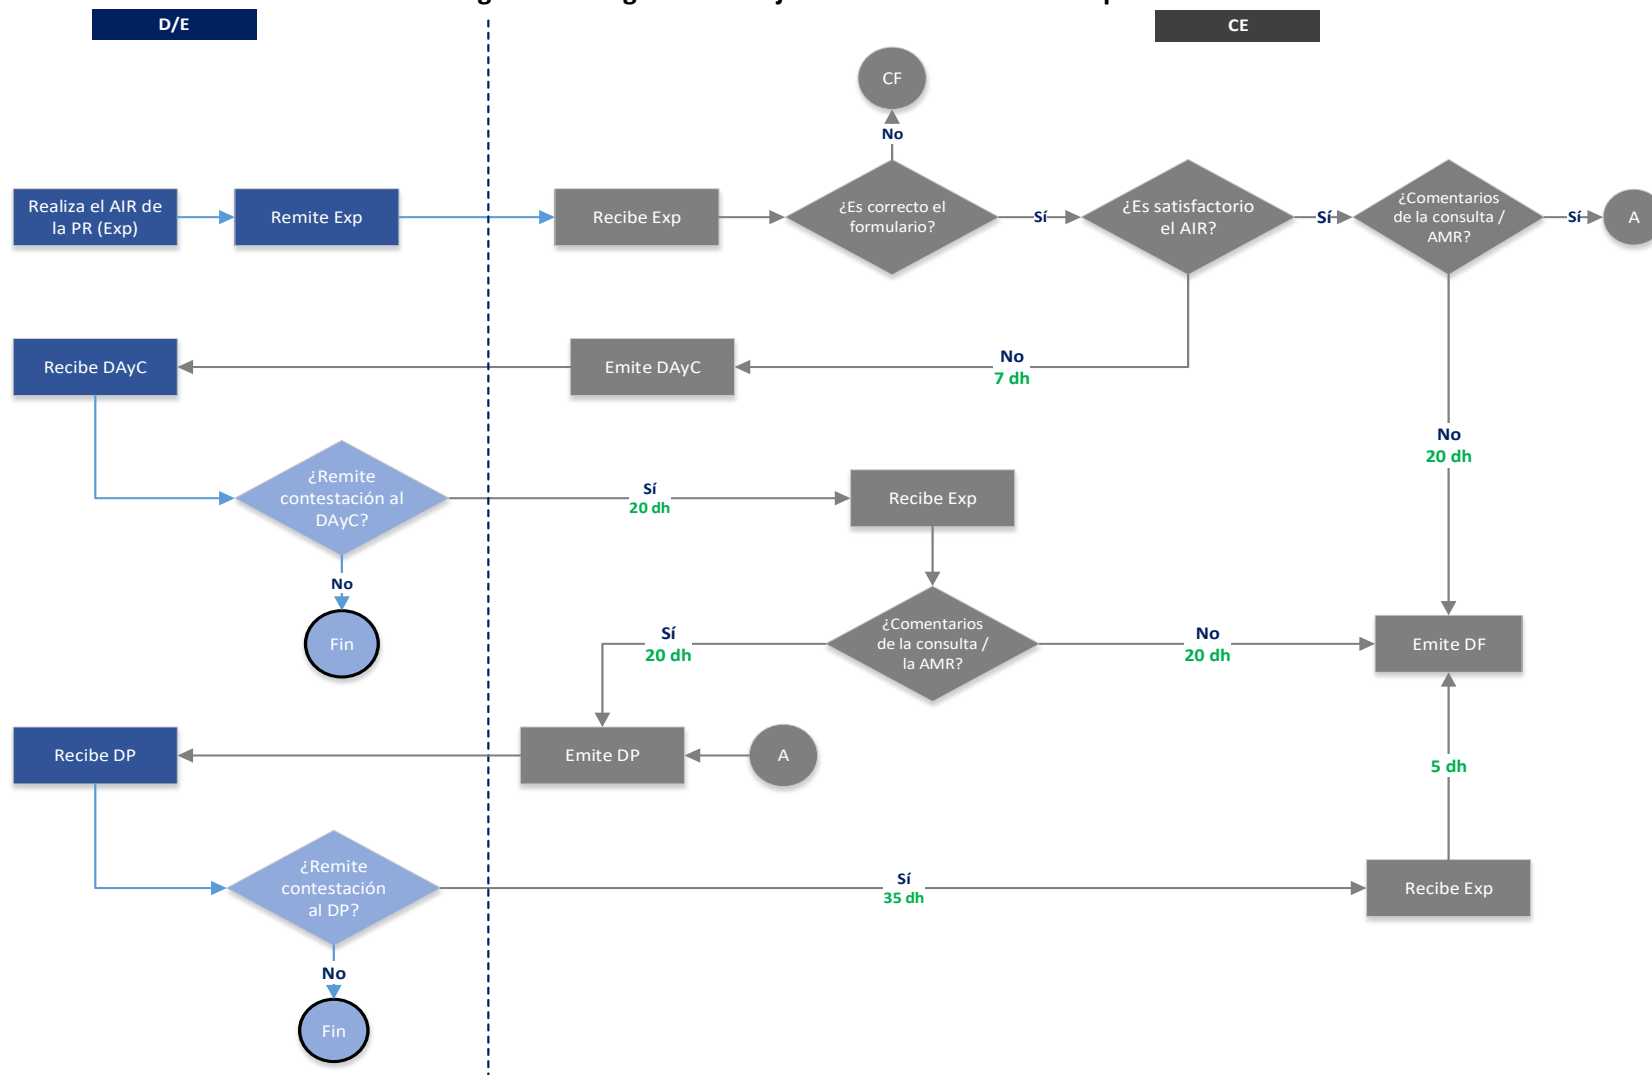 D/E
CE
CF
No
Realiza el AIR de
la PR (Exp)
Remite Exp
Recibe Exp
¿Es correcto el
formulario?
Sí
¿Es satisfactorio
el AIR?
Sí
¿Comentarios
de la consulta /
AMR?
Sí
A
Recibe DAyC
Emite DAyC
No
7 dh
No
20 dh
¿Remite
contestación al
DAyC?
Sí
20 dh
Recibe Exp
No
Fin
Sí
20 dh
¿Comentarios
de la consulta /
la AMR?
No
20 dh
Emite DF
Recibe DP
Emite DP
A
5 dh
¿Remite
contestación
al DP?
Sí
35 dh
Recibe Exp
No
Fin